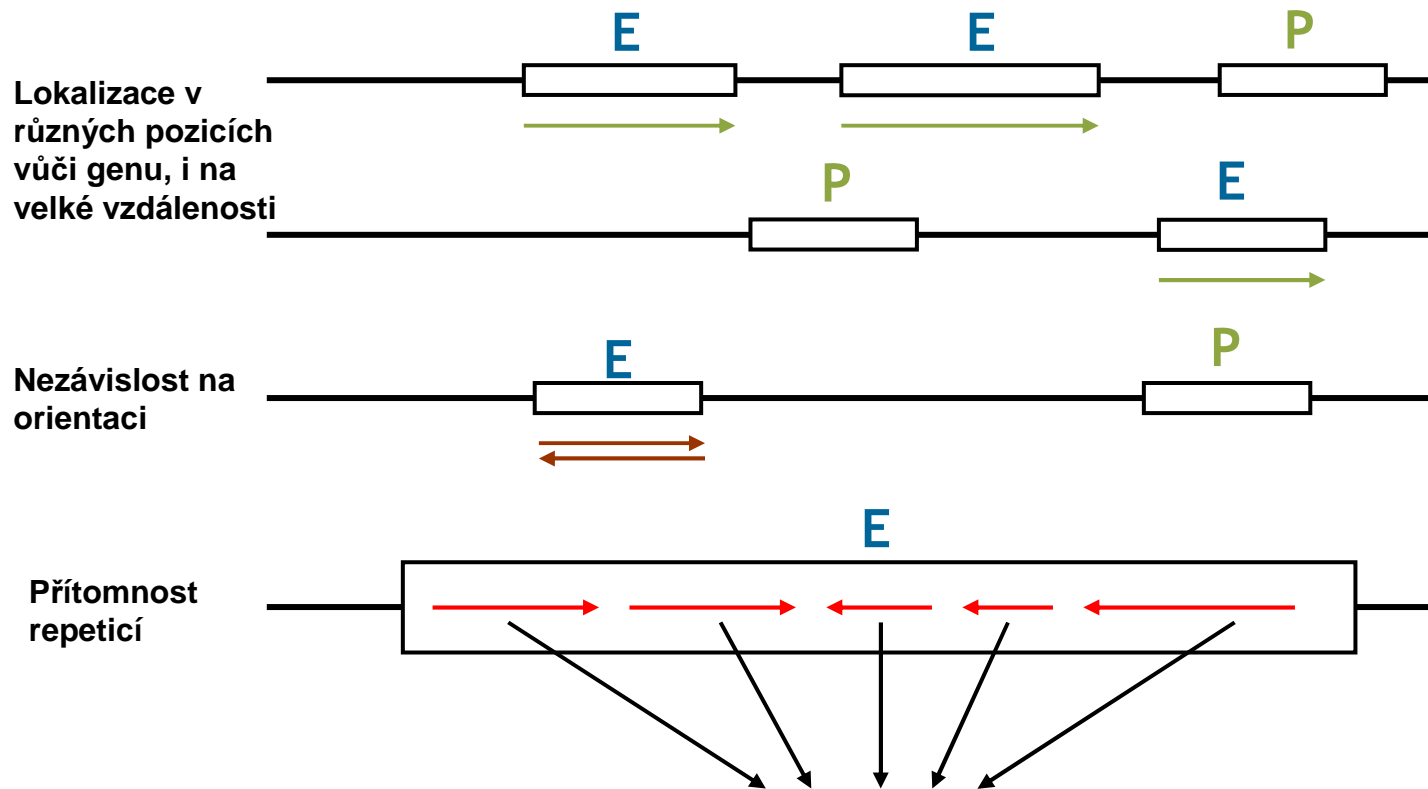 E E P
Lokalizace v
různých pozicích
vůči genu, i na
velké vzdálenosti
P E
E P
Nezávislost na
orientaci
E
Přítomnost
repeticí